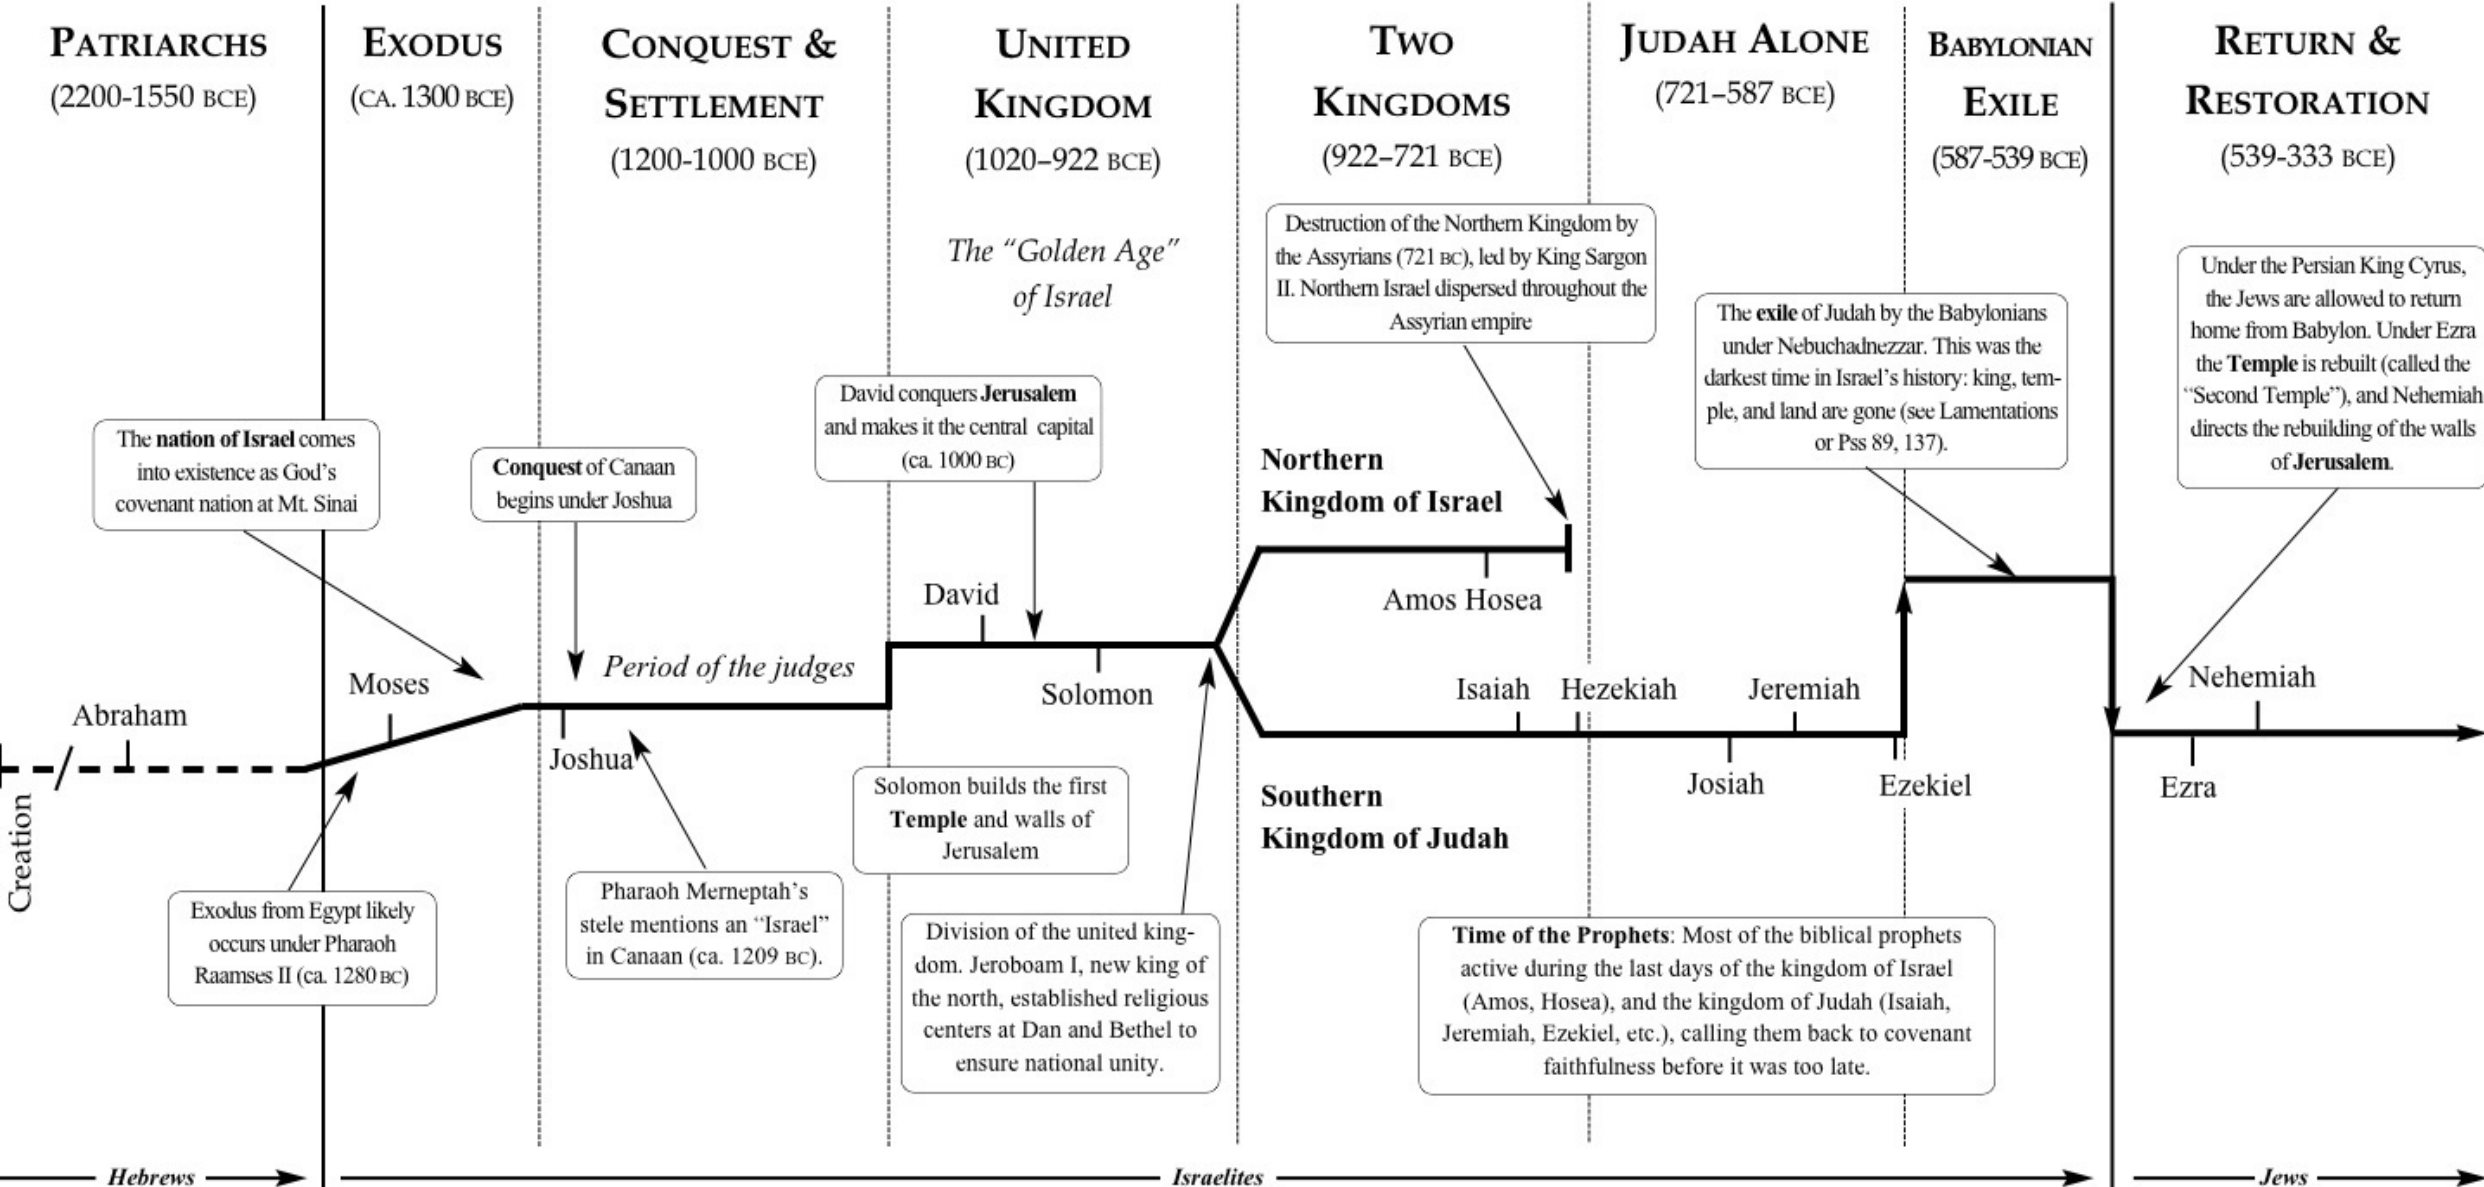 PATRIARCHS
(2200-1550 BCE)
EXODUS
(CA. 1300 BCE)
CONQUEST &
SETTLEMENT
(1200-1000 BCE)
UNITED
KINGDOM
(1020–922 BCE)
The “Golden Age”
of Israel
TWO
KINGDOMS
(922–721 BCE)
JUDAH ALONE
(721–587 BCE)
BABYLONIAN
EXILE
(587-539 BCE)
RETURN &
RESTORATION
(539-333 BCE)
Destruction of the Northern Kingdom by
the Assyrians (721 BC), led by King Sargon
II. Northern Israel dispersed throughout the
Assyrian empire
The exile of Judah by the Babylonians
under Nebuchadnezzar. This was the
darkest time in Israel’s history: king, tem-
ple, and land are gone (see Lamentations
or Pss 89, 137).
Under the Persian King Cyrus,
the Jews are allowed to return
home from Babylon. Under Ezra
the Temple is rebuilt (called the
“Second Temple”), and Nehemiah
directs the rebuilding of the walls
of Jerusalem.
The nation of Israel comes
into existence as God’s
covenant nation at Mt. Sinai
Conquest of Canaan
begins under Joshua
David conquers Jerusalem
and makes it the central capital
(ca. 1000 BC)
Northern
Kingdom of Israel
Creation
Abraham
Moses
Joshua
Period of the judges
David
Solomon
Amos Hosea
Isaiah
Hezekiah
Josiah
Jeremiah
Ezekiel
Ezra
Nehemiah
Southern
Kingdom of Judah
Exodus from Egypt likely
occurs under Pharaoh
Raamses II (ca. 1280 BC)
Pharaoh Merneptah’s
stele mentions an “Israel”
in Canaan (ca. 1209 BC).
Solomon builds the first
Temple and walls of
Jerusalem
Division of the united king-
dom. Jeroboam I, new king of
the north, established religious
centers at Dan and Bethel to
ensure national unity.
Time of the Prophets: Most of the biblical prophets
active during the last days of the kingdom of Israel
(Amos, Hosea), and the kingdom of Judah (Isaiah,
Jeremiah, Ezekiel, etc.), calling them back to covenant
faithfulness before it was too late.
Hebrews
Israelites
Jews